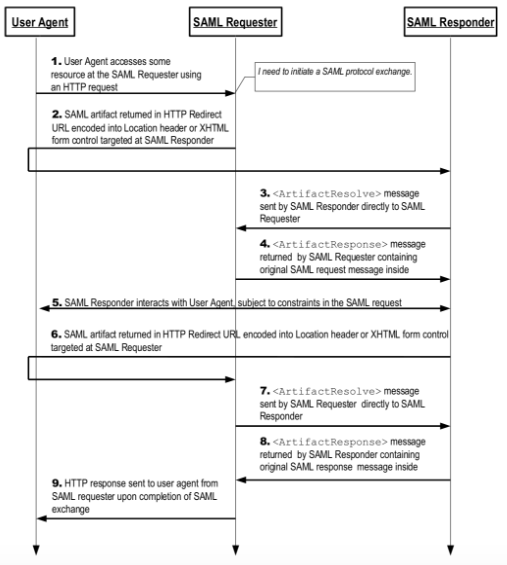 User Agent
SAML Requester
SAML Responder
1. User Agent accesses some
resource at the SAML Requester using
an HTTP request
I need to initiate a SAML protocol exchange.
2. SAML artifact returned in HTTP Redirect
URL encoded into Location header or XHTML
form control targeted at SAML Responder
3. <ArtifactResolve> message
sent by SAML Responder directly to SAML
Requester
4. <ArtifactResponse> message
returned by SAML Requester containing
original SAML request message inside
5. SAML Responder interacts with User Agent, subject to constraints in the SAML request
6. SAML artifact returned in HTTP Redirect URL encoded into Location header or XHTML form control
targeted at SAML Requester
7. <ArtifactResolve> message
sent by SAML Requester directly to SAML
Responder
8. <ArtifactResponse> message
returned by SAML Responder containing
original SAML response message inside
9. HTTP response sent to user agent from
SAML requester upon completion of SAML
exchange